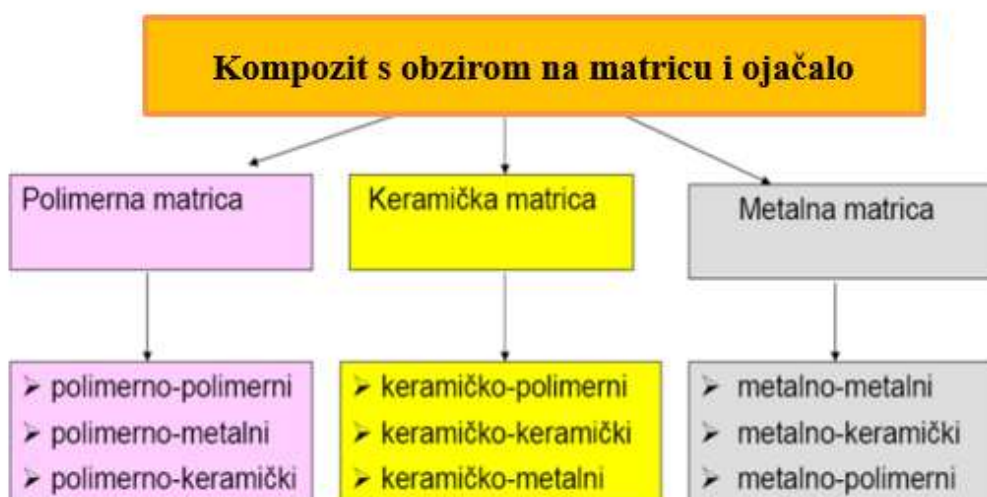 Kompozit s obzirom na matricu i ojačalo
Polimerna matrica
Keramička matrica
Metalna matrica
➢ polimerno-polimerni
➢ polimerno-metalni
➢ polimerno-keramički
➢ keramičko-polimerni
➢ keramičko-keramički
➢ keramičko-metalni
➢ metalno-metalni
➢ metalno-keramički
➢ metalno-polimerni